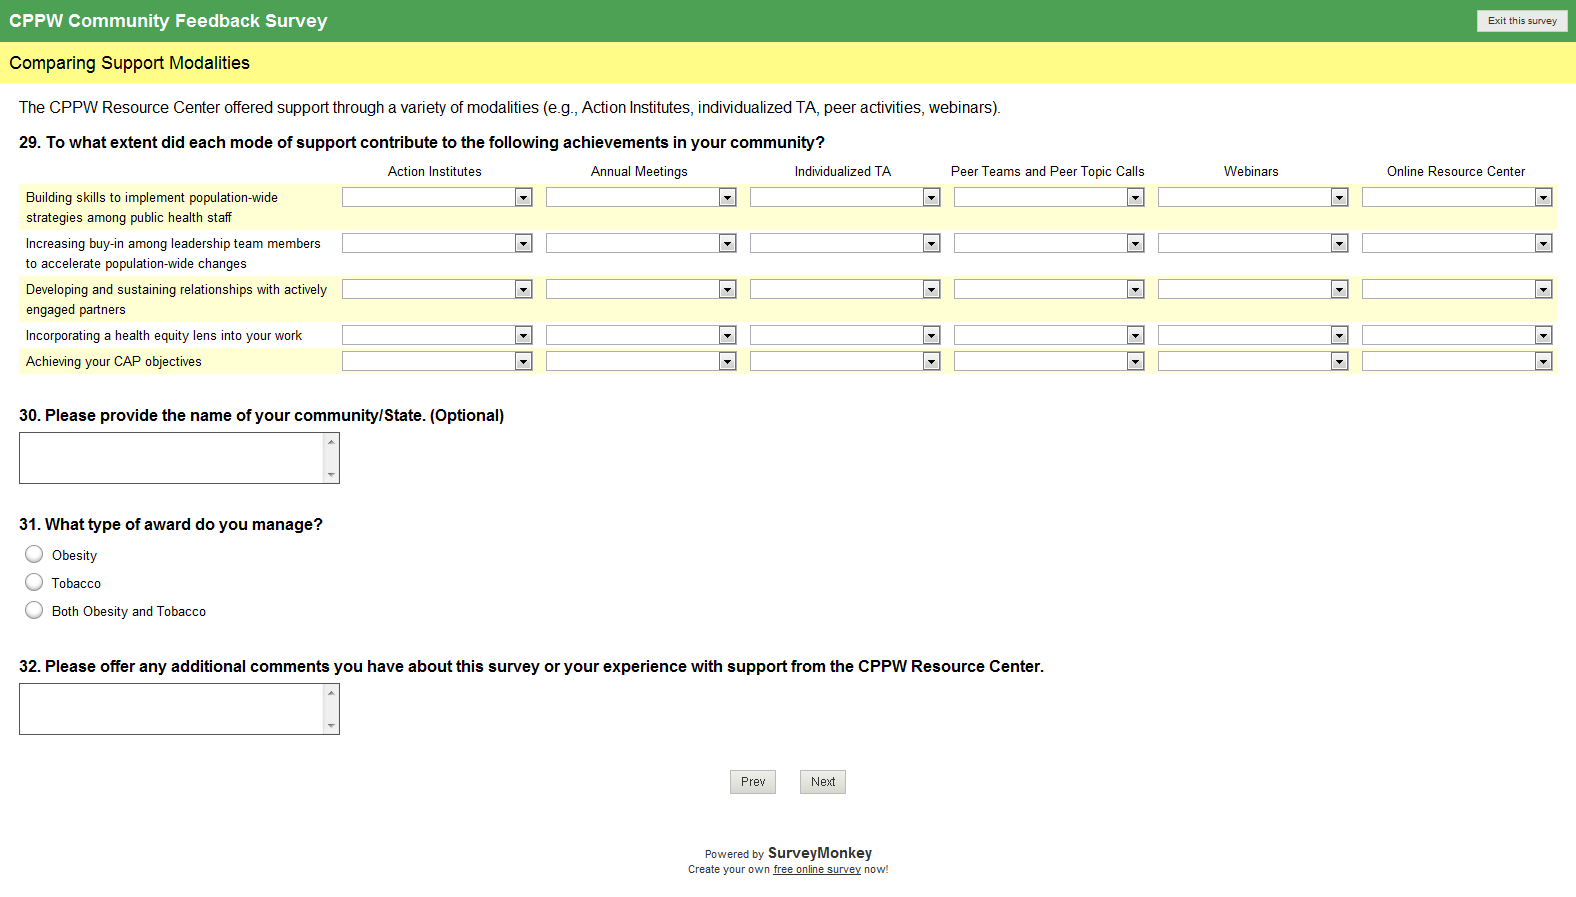 CPPW Community Feedback Survey
Exit this survey
Comparing Support Modalities
The CPPW Resource Center offered support through a variety of modalities (e.g., Action Institutes, individualized TA, peer activities, webinars).
29. To what extent did each mode of support contribute to the following achievements in your community?
Action Institutes Annual Meetings Individualized TA Peer Teams and Peer Topic Calls Webinars Online Resource Center
Building skills to implement population-wide
strategies among public health staff
Increasing buy-in among leadership team members
to accelerate population-wide changes
Developing and sustaining relationships with actively
engaged partners
Incorporating a health equity lens into your work
Achieving your CAP objectives
30. Please provide the name of your community/State. (Optional)
31. What type of award do you manage?
Obesity
Tobacco
Both Obesity and Tobacco
32. Please offer any additional comments you have about this survey or your experience with support from the CPPW Resource Center.
Prev Next
Powered by SurveyMonkey
Create your own free online survey now!